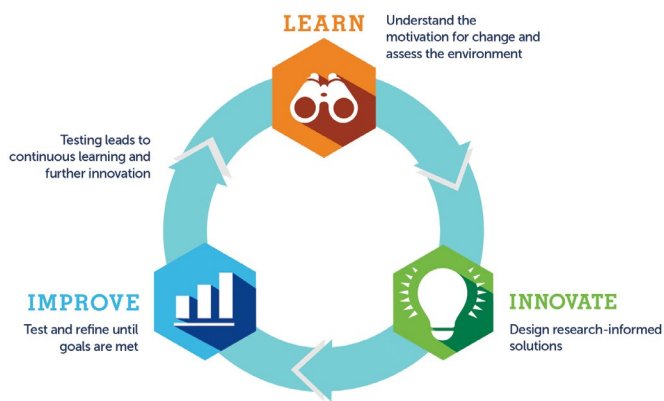 LEARN
Understand the
motivation for change and
assess the environment
Testing leads to
continuous learning and
further innovation
IMPROVE
Test and refine until
goals are met
INNOVATE
Design research-informed
solutions